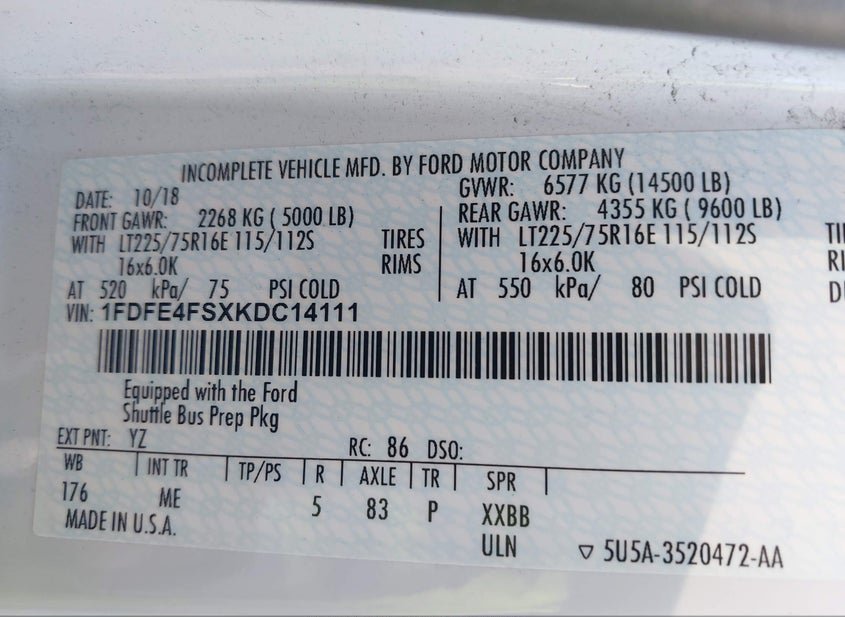 INCOMPLETE VEHICLE MFD. BY FORD MOTOR COMPANY
DATE: 10/18 GVWR: 6577 KG (14500 LB)
FRONT GAWR: 2268 KG ( 5000 LB) REAR GAWR: 4355 KG ( 9600 LB)
WITH LT225/75R16E 115/112S TIRES WITH LT225/75R16E 115/112S
16x6.0K RIMS 16x6.0K
AT 520 kPa/ 75 PSI COLD AT 550 kPa/ 80 PSI COLD
VIN: 1FDFE4FSXKDC14111
Equipped with the Ford
Shuttle Bus Prep Pkg
EXT PNT: YZ RC: 86 DSO:
WB INT TR TP/PS R AXLE TR SPR
176 ME 5 83 P XXBB
MADE IN U.S.A. ULN 5U5A-3520472-AA